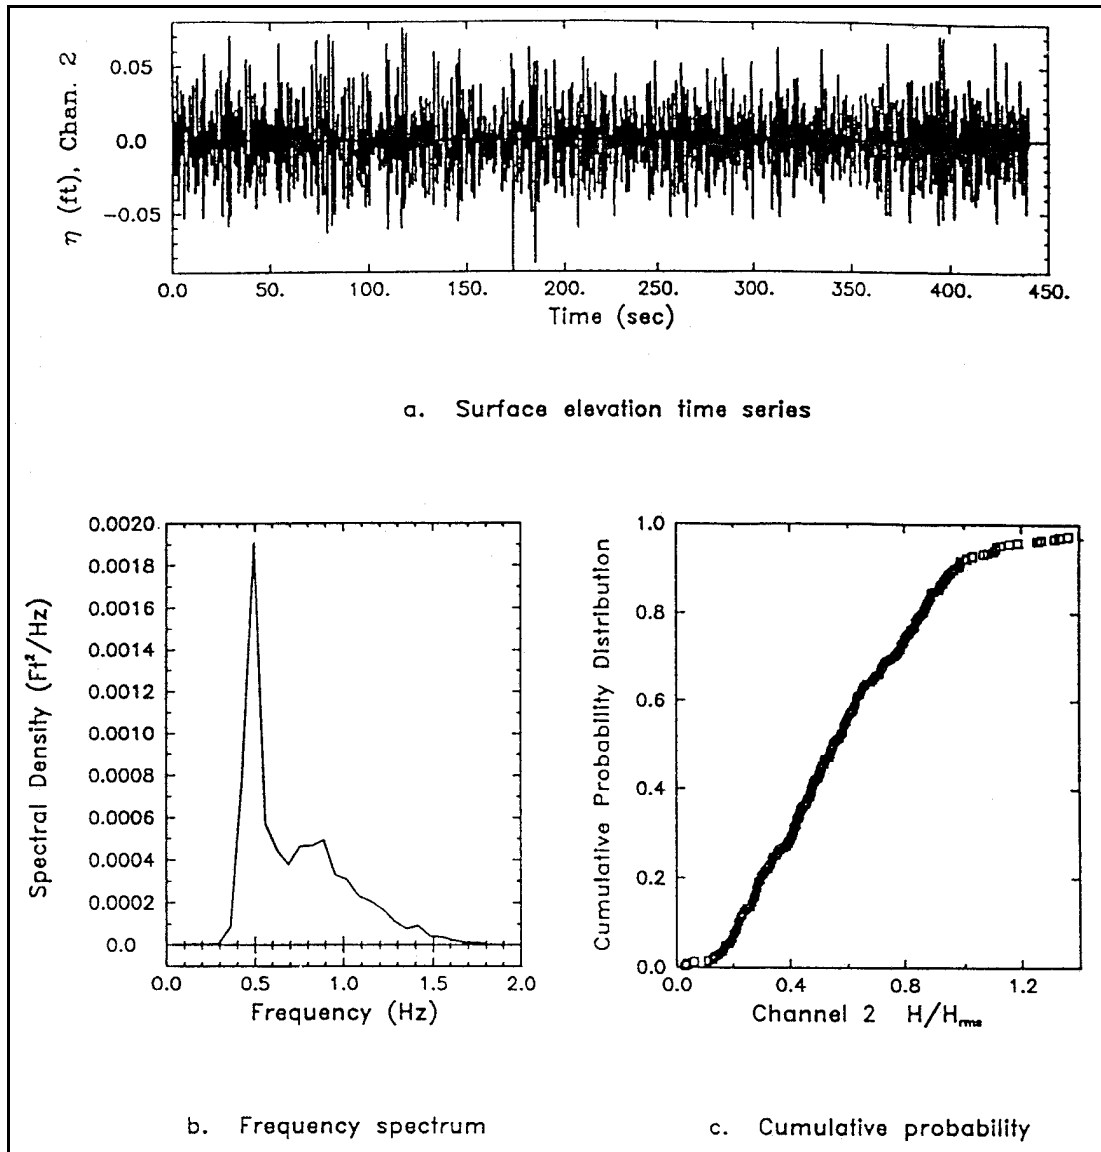 η (ft), Chan. 2
0.05
0.0
−0.05
0.0 50. 100. 150. 200. 250. 300. 350. 400. 450.
Time (sec)
a. Surface elevation time series
Spectral Density (Ft²/Hz)
0.0020
0.0018
0.0016
0.0014
0.0012
0.0010
0.0008
0.0006
0.0004
0.0002
0.0
0.0 0.5 1.0 1.5 2.0
Frequency (Hz)
b. Frequency spectrum
Cumulative Probability Distribution
1.0
0.8
0.6
0.4
0.2
0.0
0.0 0.4 0.8 1.2
Channel 2 H/Hrms
c. Cumulative probability